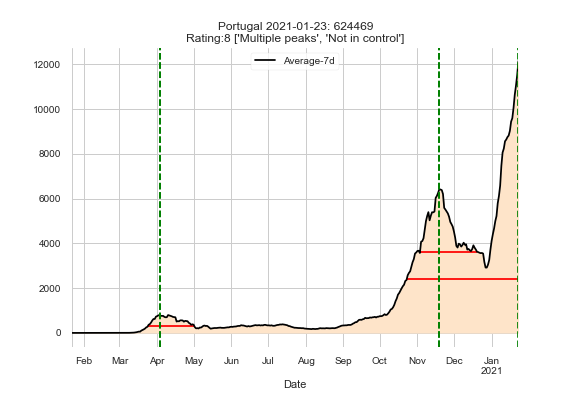 Portugal 2021-01-23: 624469
Rating:8 ['Multiple peaks', 'Not in control']
Average-7d
12000
10000
8000
6000
4000
2000
0
Feb Mar Apr May Jun Jul Aug Sep Oct Nov Dec Jan
2021
Date